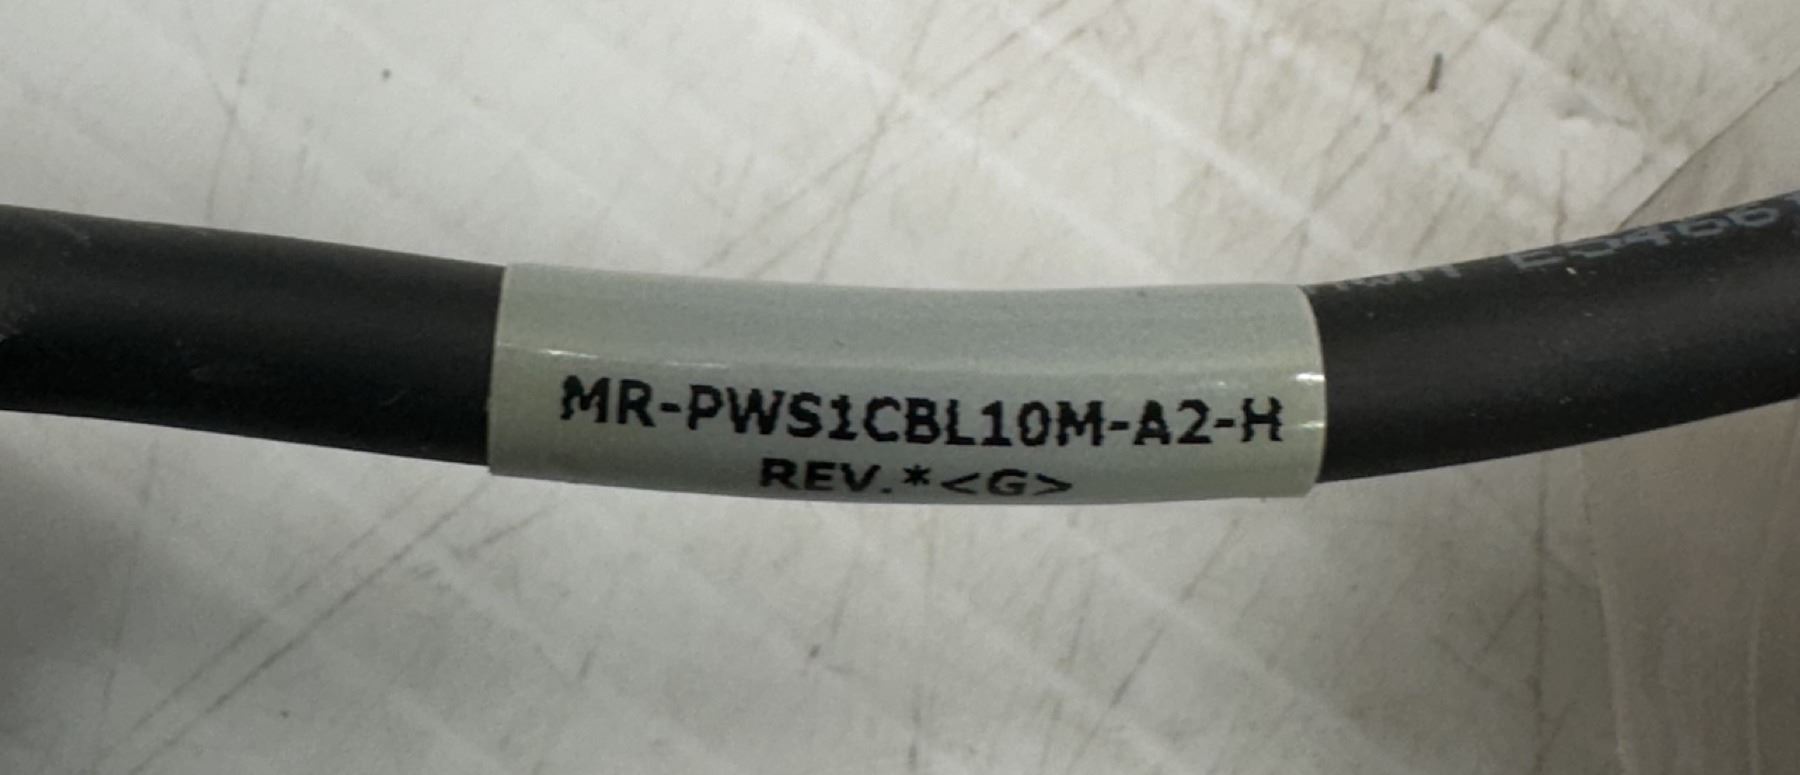 MR-PWS1CBL10M-A2-H
REV.*<G>